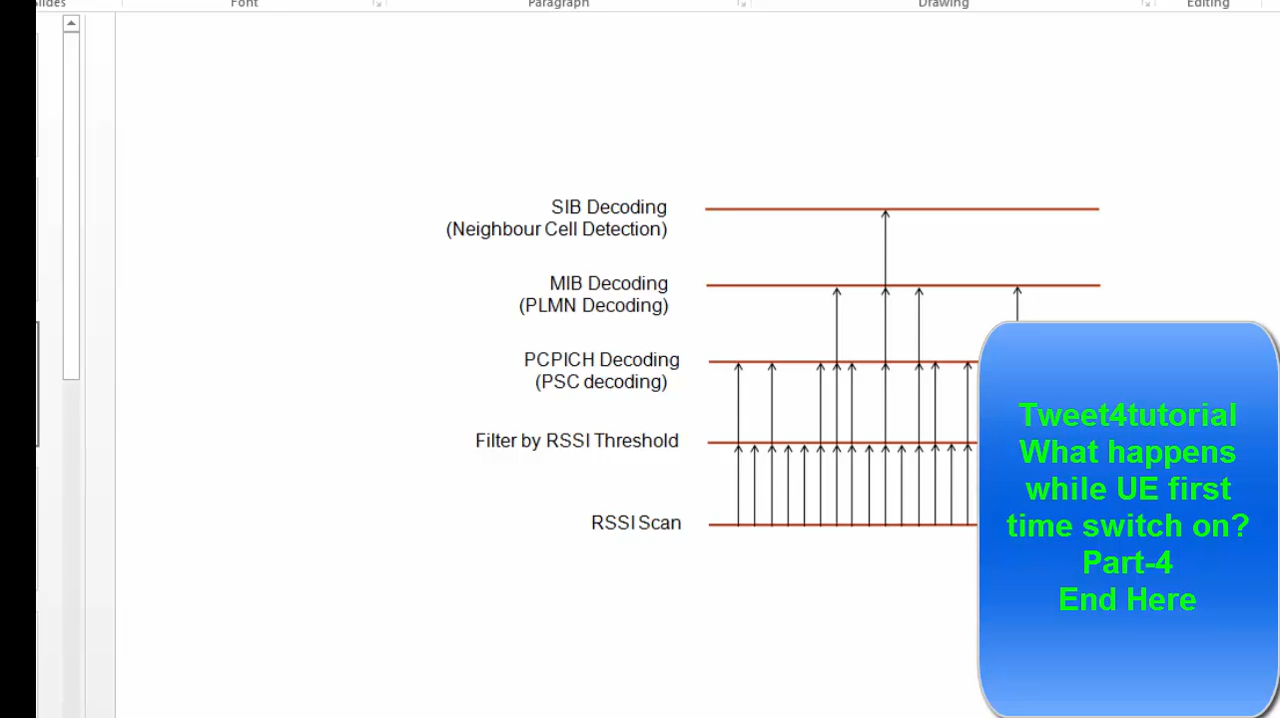 Slides
Font
Paragraph
Drawing
Editing
SIB Decoding
(Neighbour Cell Detection)
MIB Decoding
(PLMN Decoding)
PCPICH Decoding
(PSC decoding)
Filter by RSSI Threshold
RSSI Scan
Tweet4tutorial
What happens
while UE first
time switch on?
Part-4
End Here